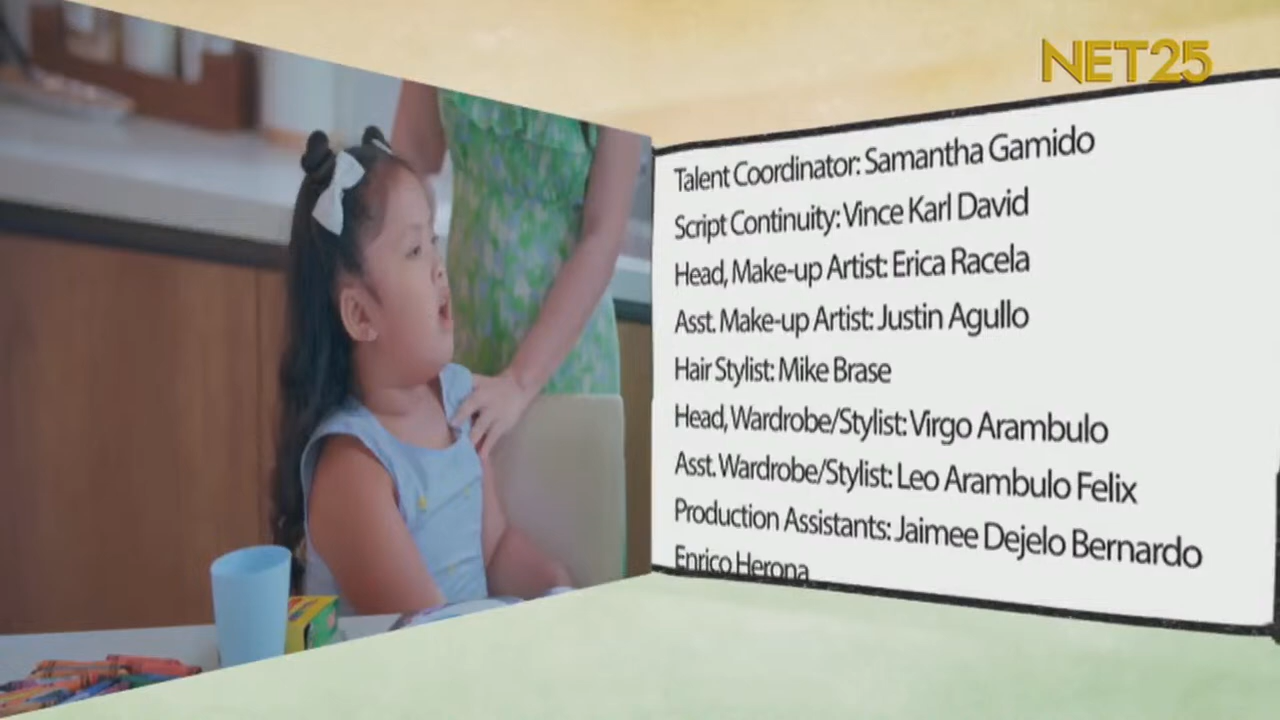 NET25
Talent Coordinator: Samantha Gamido
Script Continuity: Vince Karl David
Head, Make-up Artist: Erica Racela
Asst. Make-up Artist: Justin Agullo
Hair Stylist: Mike Brase
Head, Wardrobe/Stylist: Virgo Arambulo
Asst. Wardrobe/Stylist: Leo Arambulo Felix
Production Assistants: Jaimee Dejelo Bernardo
Enrico Herona